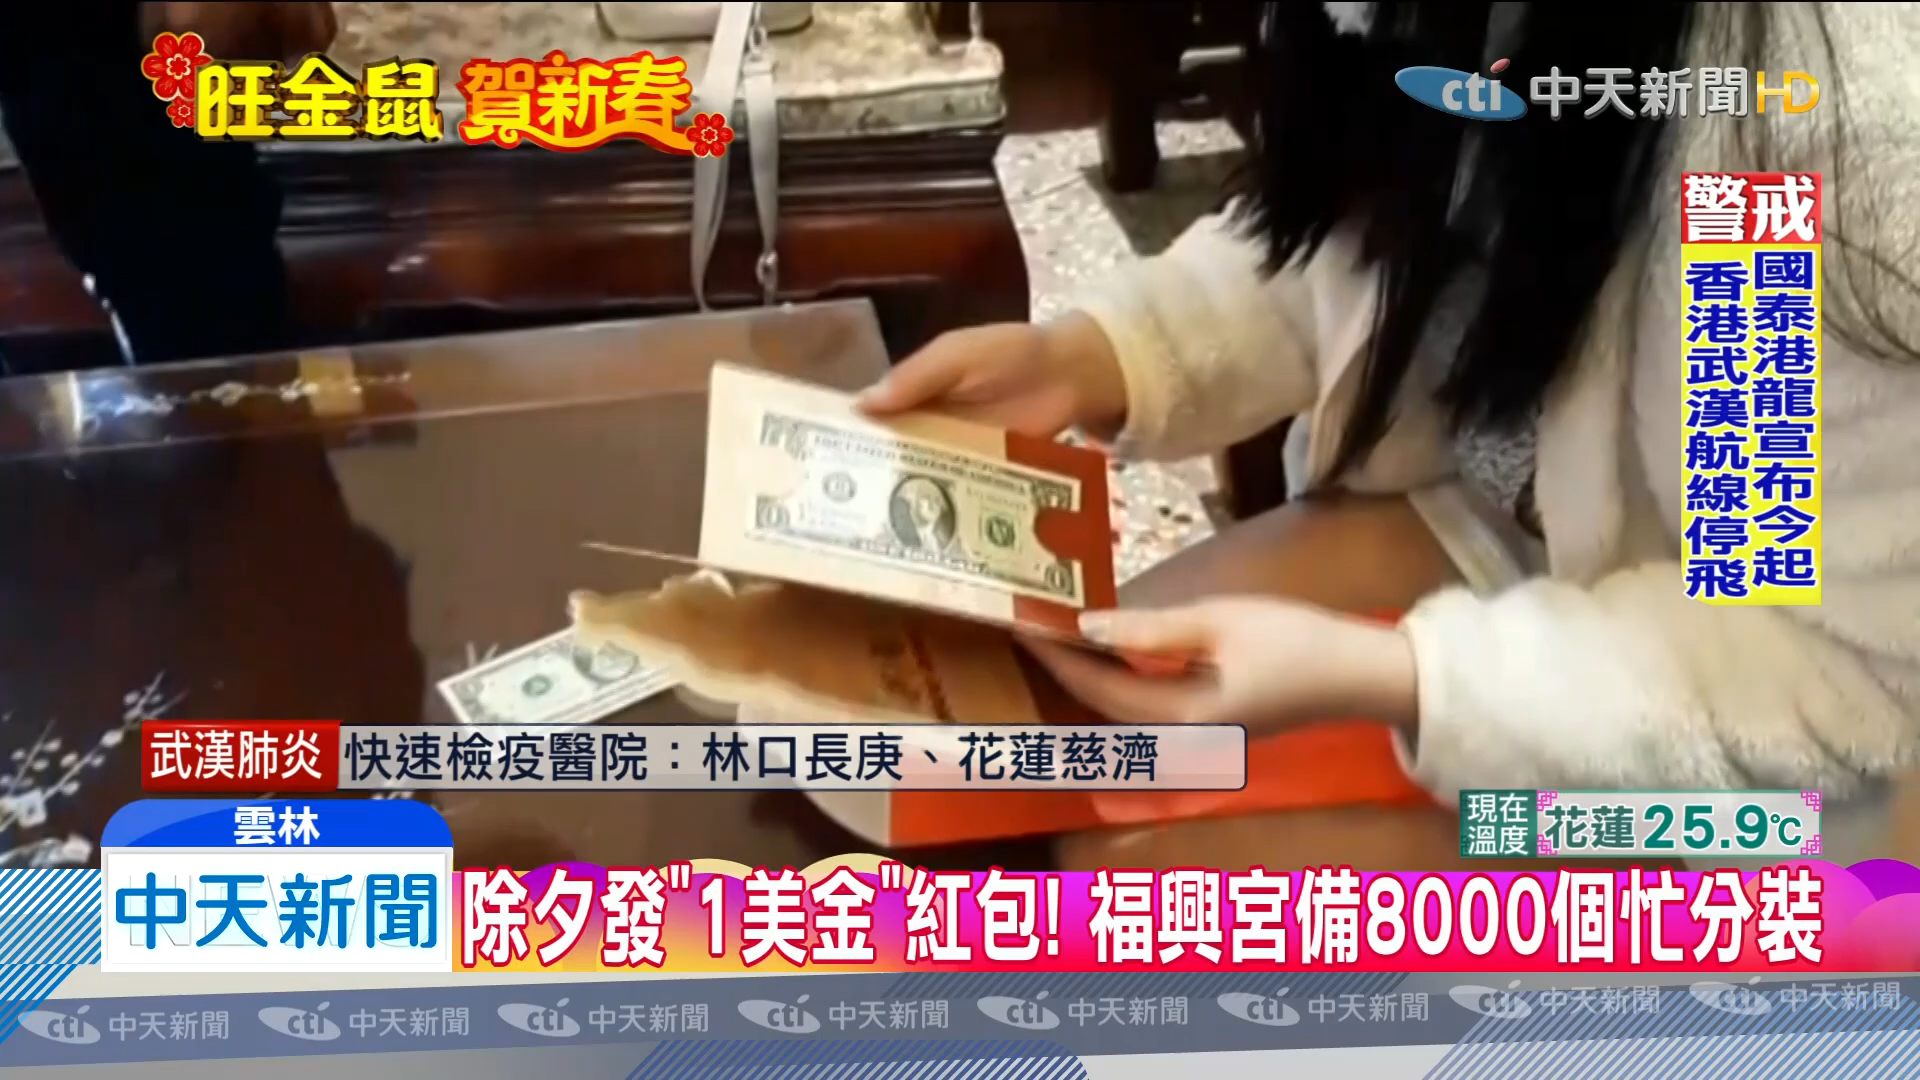 旺金鼠 賀新春
cti 中天新聞HD
警戒
國泰港龍宣布今起
香港武漢航線停飛
武漢肺炎 快速檢疫醫院：林口長庚、花蓮慈濟
現在溫度 花蓮 25.9℃
雲林
中天新聞
除夕發"1美金"紅包! 福興宮備8000個忙分裝
cti 中天新聞 cti 中天新聞 cti 中天新聞 cti 中天新聞 cti 中天新聞 cti 中天新聞 cti 中天新聞 cti 中天新聞